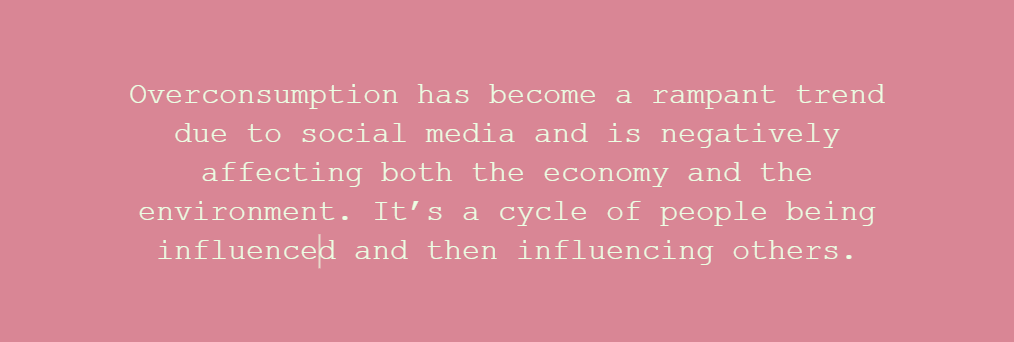 Overconsumption has become a rampant trend
due to social media and is negatively
affecting both the economy and the
environment. It’s a cycle of people being
influenced and then influencing others.